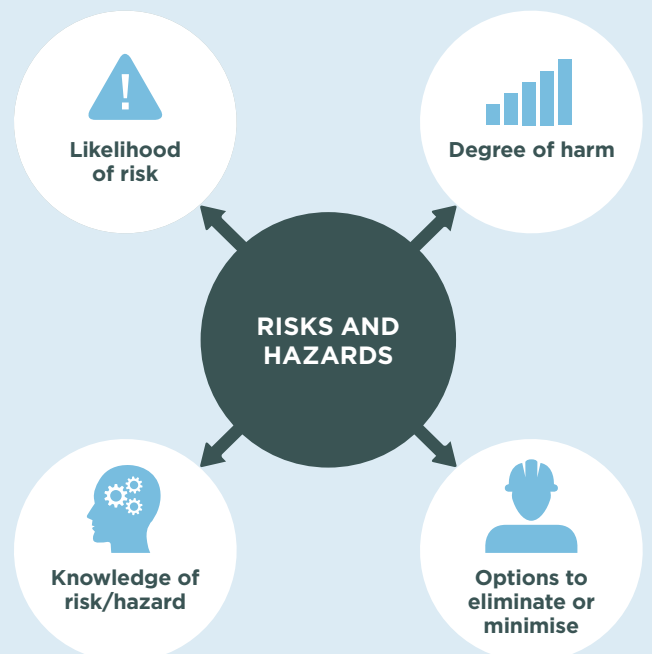 !
Likelihood
of risk
Degree of harm
RISKS AND
HAZARDS
Knowledge of
risk/hazard
Options to
eliminate or
minimise